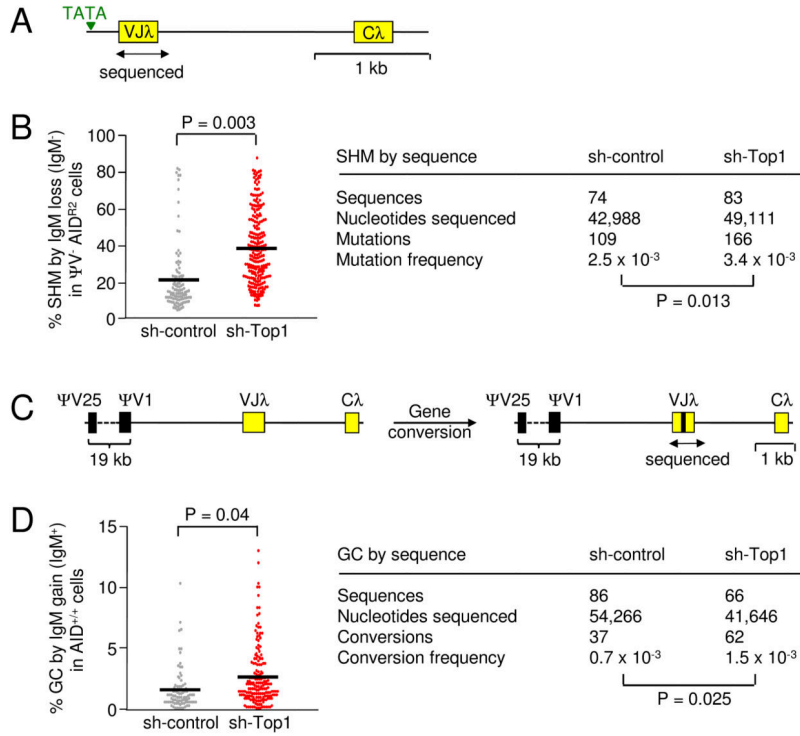 A
TATA
VJλ
Cλ
sequenced
1 kb
B
P = 0.003
% SHM by IgM loss (IgM⁻)
in ΨV⁻ AIDᴿ² cells
100
80
60
40
20
0
sh-control sh-Top1
SHM by sequence sh-control sh-Top1
Sequences 74 83
Nucleotides sequenced 42,988 49,111
Mutations 109 166
Mutation frequency 2.5 x 10⁻³ 3.4 x 10⁻³
P = 0.013
C
ΨV25 ΨV1 VJλ Cλ
Gene
conversion
19 kb
ΨV25 ΨV1 VJλ Cλ
19 kb sequenced 1 kb
D
P = 0.04
% GC by IgM gain (IgM⁺)
in AID⁺/⁺ cells
15
10
5
0
sh-control sh-Top1
GC by sequence sh-control sh-Top1
Sequences 86 66
Nucleotides sequenced 54,266 41,646
Conversions 37 62
Conversion frequency 0.7 x 10⁻³ 1.5 x 10⁻³
P = 0.025